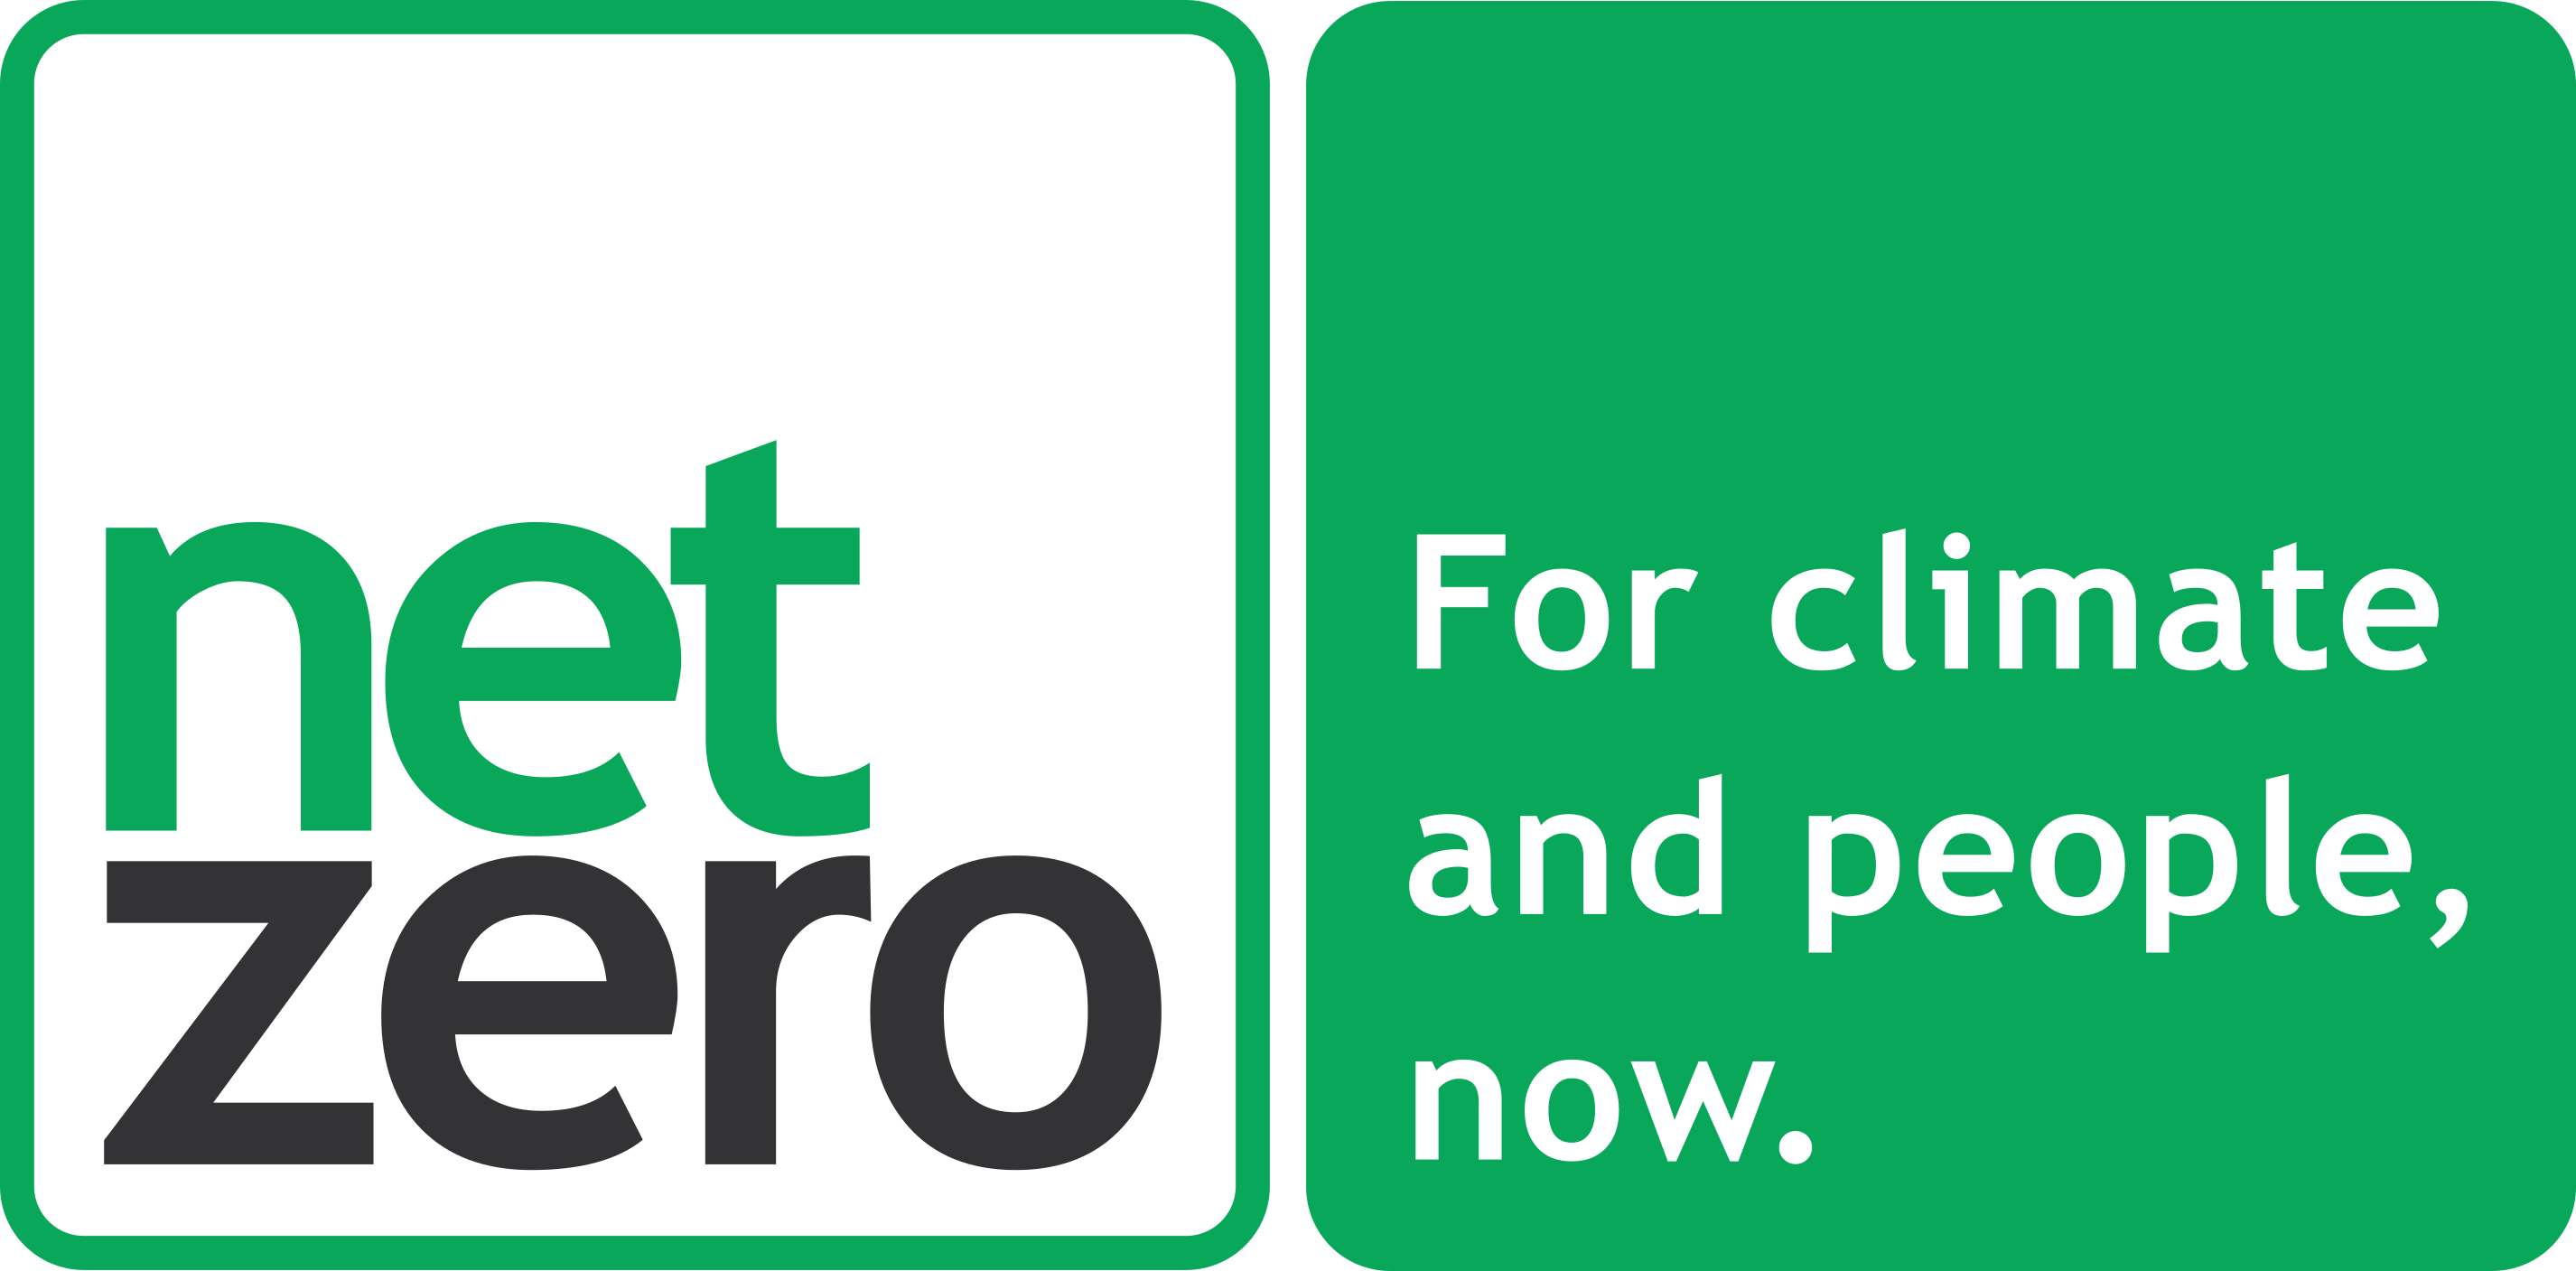 net
zero
For climate
and people,
now.